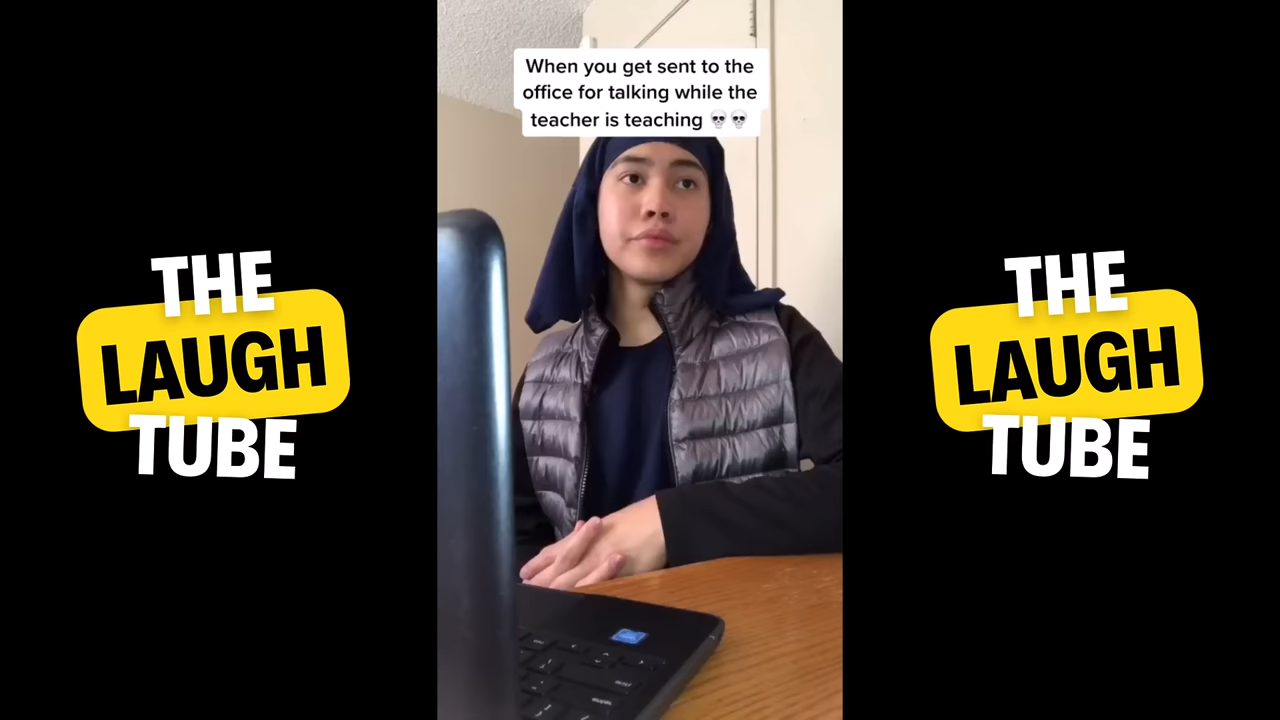 When you get sent to the
office for talking while the
teacher is teaching 💀💀
THE
LAUGH
TUBE
THE
LAUGH
TUBE